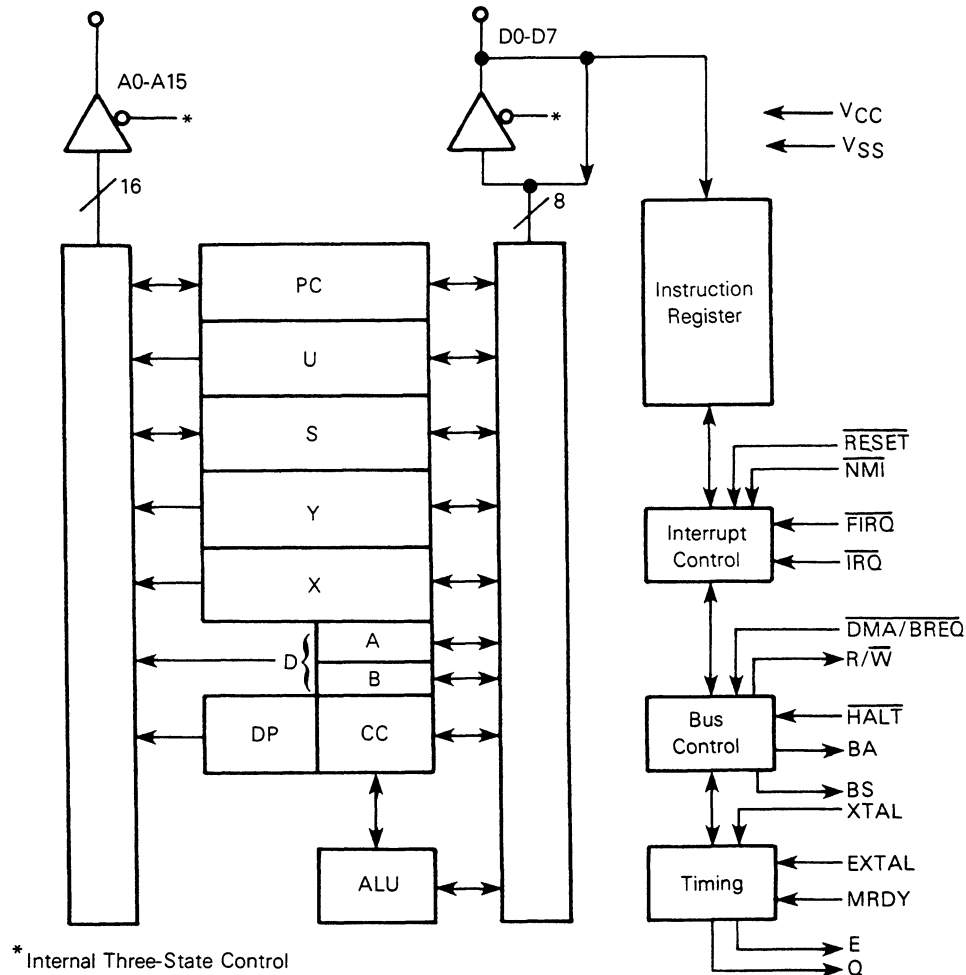 D0-D7
A0-A15
*
*
VCC
VSS
16
8
PC
Instruction
Register
U
S
RESET
NMI
Y
Interrupt
Control
FIRQ
IRQ
X
A
D{
B
DMA/BREQ
R/W
DP
CC
Bus
Control
HALT
BA
BS
XTAL
ALU
Timing
EXTAL
MRDY
E
Q
*Internal Three-State Control